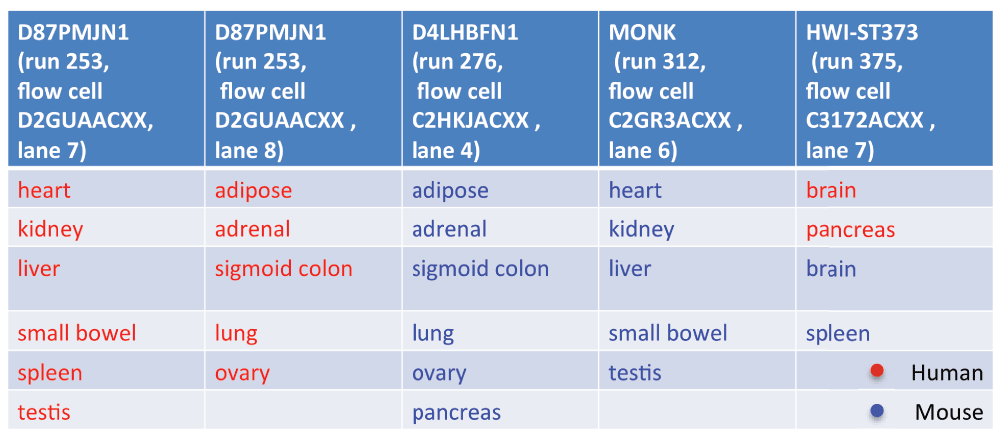 D87PMJN1 (run 253, flow cell D2GUAACXX, lane 7)
D87PMJN1 (run 253, flow cell D2GUAACXX , lane 8)
D4LHBFN1 (run 276, flow cell C2HKJACXX , lane 4)
MONK (run 312, flow cell C2GR3ACXX , lane 6)
HWI-ST373 (run 375, flow cell C3172ACXX , lane 7)
heart adipose adipose heart brain
kidney adrenal adrenal kidney pancreas
liver sigmoid colon sigmoid colon liver brain
small bowel lung lung small bowel spleen
spleen ovary ovary testis Human
testis pancreas Mouse